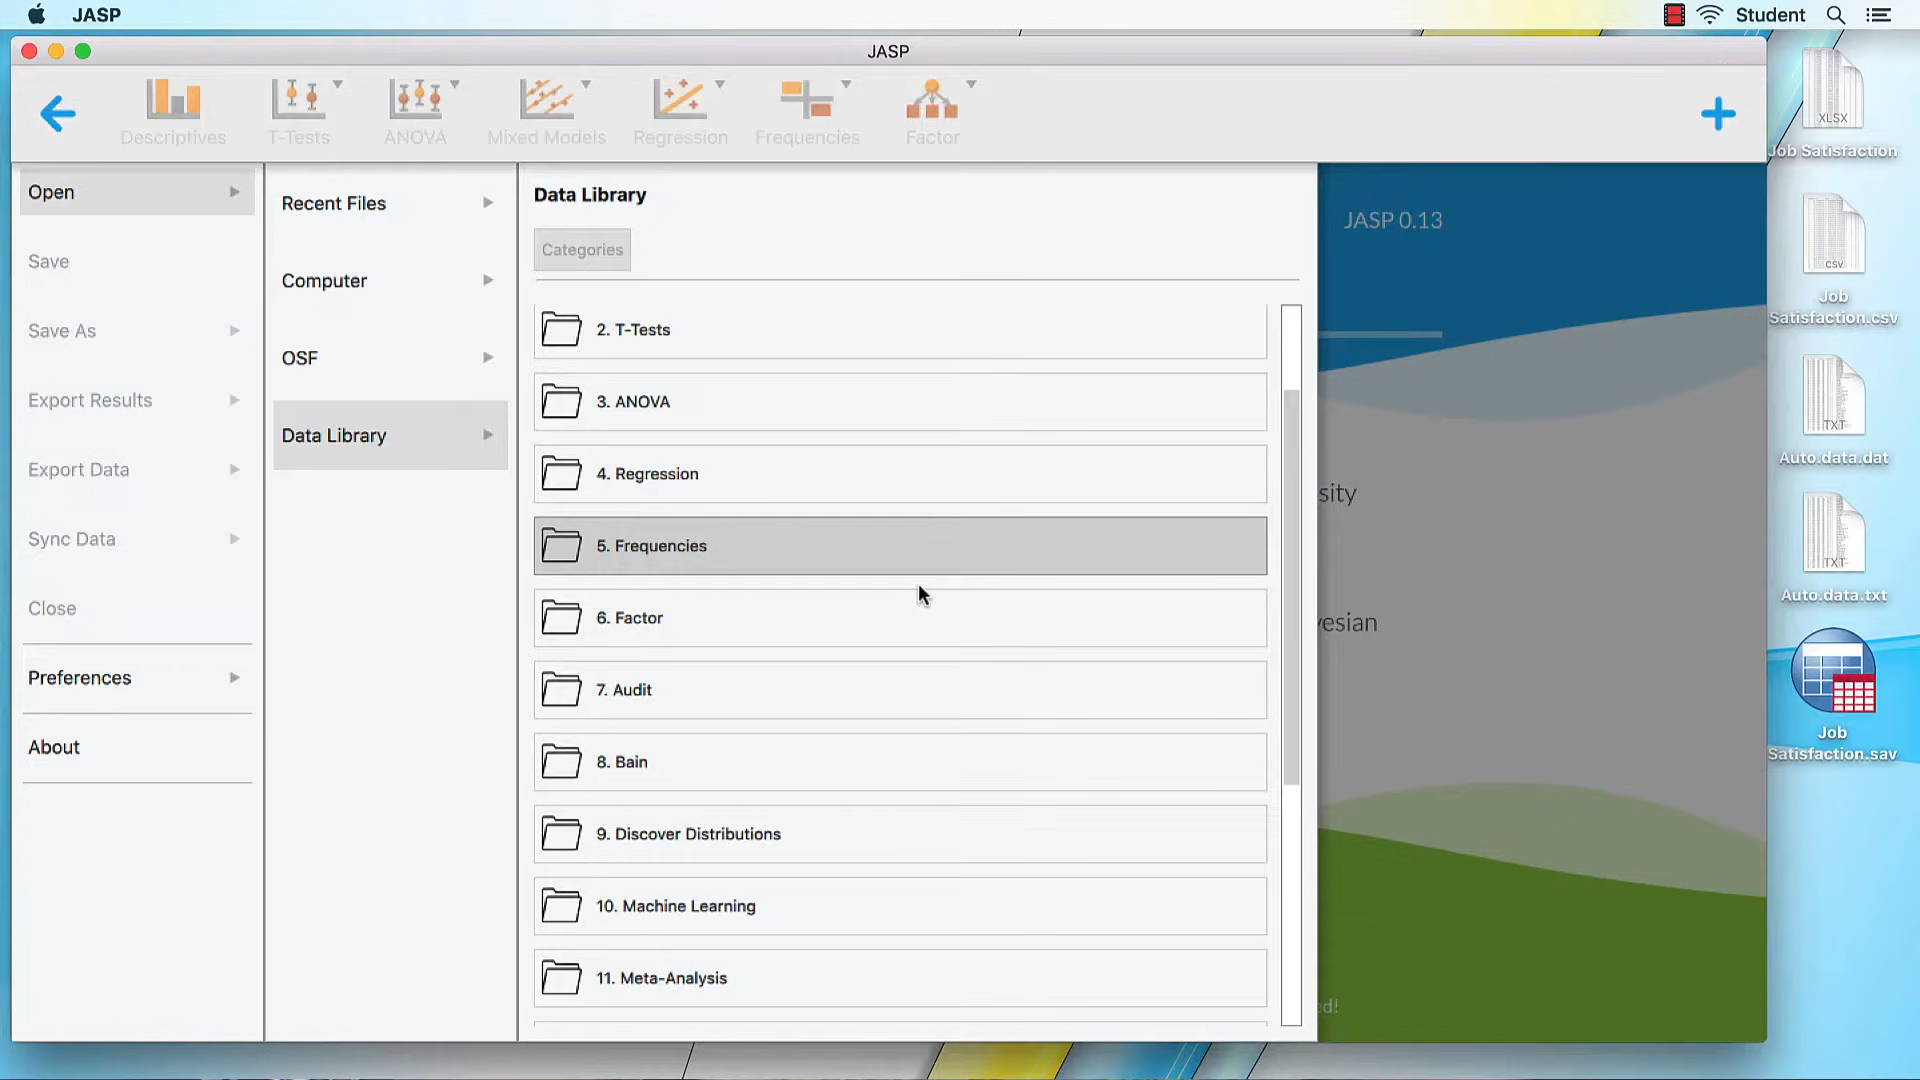 JASP
Student
JASP
Descriptives
T-Tests
ANOVA
Mixed Models
Regression
Frequencies
Factor
Open
Save
Save As
Export Results
Export Data
Sync Data
Close
Preferences
About
Recent Files
Computer
OSF
Data Library
Data Library
Categories
2. T-Tests
3. ANOVA
4. Regression
5. Frequencies
6. Factor
7. Audit
8. Bain
9. Discover Distributions
10. Machine Learning
11. Meta-Analysis
JASP 0.13
sity
esian
ed!
XLSX
Job Satisfaction
CSV
Job
Satisfaction.csv
TXT
Auto.data.dat
TXT
Auto.data.txt
Job
Satisfaction.sav